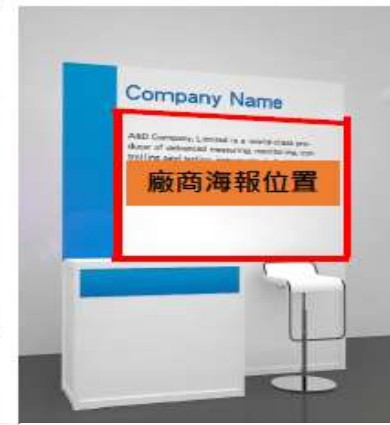 Company Name
A&D Company, Limited is a world-class pro-
ducer of advanced measuring, monitoring, con-
廠商海報位置